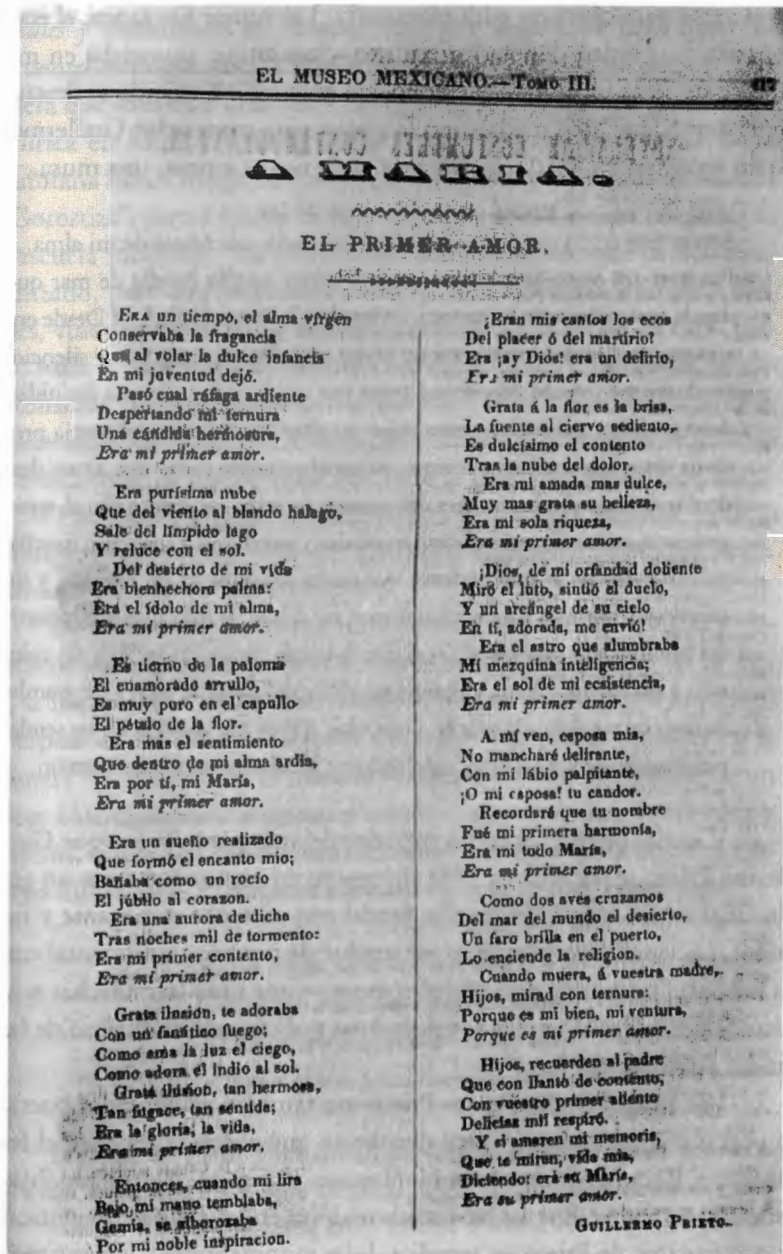 EL MUSEO MEXICANO.—Tomo III.
A MARIA.
EL PRIMER AMOR.
Era un tiempo, el alma virgen
Conservaba la fragancia
Que al volar la dulce infancia
En mi joventud dejó.
Pasó cual ráfaga ardiente
Despertando mi ternura
Una cándida hermosura,
Era mi primer amor.
Era purísima nube
Que del viento al blando halago,
Sale del límpido lago
Y reluce con el sol.
Del desierto de mi vida
Era bienhechora palma:
Era el ídolo de mi alma,
Era mi primer amor.
Es tierno de la paloma
El enamorado arrullo,
Es muy puro en el capullo
El pétalo de la flor.
Era más el sentimiento
Que dentro de mi alma ardia,
Era por tí, mi María,
Era mi primer amor.
Era un sueño realizado
Que formó el encanto mio;
Bañaba como un rocío
El júbilo al corazon.
Era una aurora de dicha
Tras noches mil de tormento:
Era mi primer contento,
Era mi primer amor.
Grata ilusión, te adoraba
Con un fanático fuego;
Como ama la luz el ciego,
Como adora el indio al sol.
Grata ilusion, tan hermosa,
Tan fugace, tan sentida;
Era la gloria, la vida,
Era mi primer amor.
Entonces, cuando mi lira
Bajo mi mano temblaba,
Gemia, se alborozaba
Por mi noble inspiracion.
¡Eran mis cantos los ecos
Del placer ó del martirio!
Era ¡ay Dios! era un delirio,
Era mi primer amor.
Grata á la flor es la brisa,
La fuente al ciervo sediento,
Es dulcísimo el contento
Tras la nube del dolor.
Era mi amada mas dulce,
Muy mas grata su belleza,
Era mi sola riqueza,
Era mi primer amor.
¡Dios, de mi orfandad doliente
Miró el luto, sintió el duelo,
Y un arcángel de su cielo
En tí, adorada, me envió!
Era el astro que alumbraba
Mi mezquina inteligencia;
Era el sol de mi ecsistencia,
Era mi primer amor.
A mí ven, esposa mia,
No mancharé delirante,
Con mi lábio palpitante,
¡O mi esposa! tu candor.
Recordaré que tu nombre
Fué mi primera harmonía,
Era mi todo María,
Era mi primer amor.
Como dos aves cruzamos
Del mar del mundo el desierto,
Un faro brilla en el puerto,
Lo enciende la religion.
Cuando muera, á vuestra madre,
Hijos, mirad con ternura:
Porque es mi bien, mi ventura,
Porque es mi primer amor.
Hijos, recuerden al padre
Que con llanto de contento,
Con vuestro primer aliento
Delicias mil respiró.
Y si amaren mi memoria,
Que te miren, vida mia,
Diciendo: era su María,
Era su primer amor.
Guillermo Prieto.